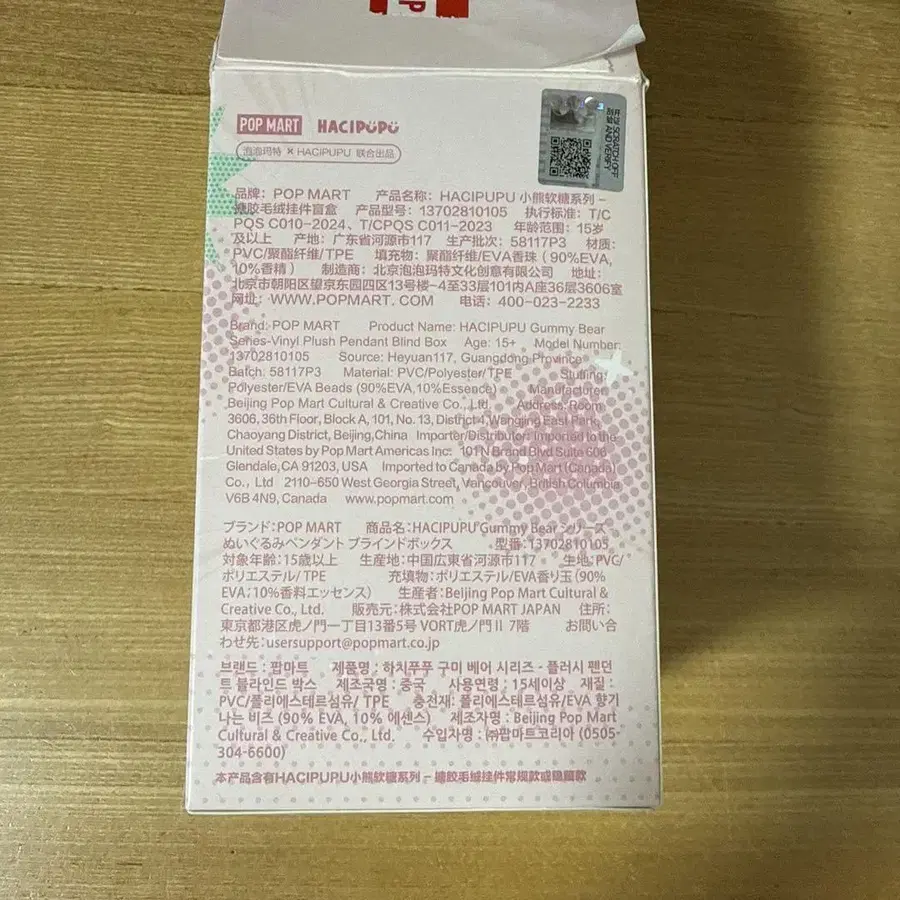 POP MART HACIPUPU
泡泡玛特 × HACIPUPU 联合出品
SCRATCH OFF
AND VERIFY
品牌: POP MART 产品名称: HACIPUPU 小熊软糖系列 –
搪胶毛绒挂件盲盒 产品型号: 13702810105 执行标准: T/C
PQS C010-2024、T/CPQS C011-2023 年龄范围: 15岁
及以上 产地: 广东省河源市117 生产批次: 58117P3 材质:
PVC/聚酯纤维/TPE 填充物: 聚酯纤维/EVA香珠 ( 90%EVA,
10%香精 ) 制造商: 北京泡泡玛特文化创意有限公司 地址:
北京市朝阳区望京东园四区13号楼-4至33层101内A座36层3606室
网址: WWW.POPMART. COM 电话: 400-023-2233
Brand: POP MART Product Name: HACIPUPU Gummy Bear
Series-Vinyl Plush Pendant Blind Box Age: 15+ Model Number:
13702810105 Source: Heyuan117, Guangdong Province
Batch: 58117P3 Material: PVC/Polyester/TPE Stuffing:
Polyester/EVA Beads (90%EVA,10%Essence) Manufacturer:
Beijing Pop Mart Cultural & Creative Co., Ltd. Address: Room
3606, 36th Floor, Block A, 101, No. 13, District 4, Wangjing East Park,
Chaoyang District, Beijing,China Importer/Distributor: Imported to the
United States by Pop Mart Americas Inc: 101 N Brand Blvd Suite 606
Glendale, CA 91203, USA Imported to Canada by Pop Mart (Canada)
Co., Ltd 2110-650 West Georgia Street, Vancouver, British Columbia
V6B 4N9, Canada www.popmart.com
ブランド:POP MART 商品名:HACIPUPU Gummy Bear シリーズ
ぬいぐるみペンダント ブラインドボックス 型番:13702810105
対象年齢:15歳以上 生産地:中国広東省河源市117 生地:PVC/
ポリエステル/ TPE 充填物:ポリエステル/EVA香り玉(90%
EVA;10%香料エッセンス) 生産者:Beijing Pop Mart Cultural &
Creative Co., Ltd. 販売元:株式会社POP MART JAPAN 住所:
東京都港区虎ノ門一丁目13番5号 VORT虎ノ門Ⅱ 7階 お問い合
わせ先:usersupport@popmart.co.jp
브랜드 : 팝마트 제품명 : 하치푸푸 구미 베어 시리즈 - 플러시 펜던
트 블라인드 박스 제조국명 : 중국 사용연령 : 15세이상 재질 :
PVC/폴리에스테르섬유/ TPE 충전재: 폴리에스테르섬유/EVA 향기
나는 비즈 (90% EVA, 10% 에센스) 제조자명 : Beijing Pop Mart
Cultural & Creative Co., Ltd. 수입자명 : ㈜팝마트코리아 (0505-
304-6600)
本产品含有HACIPUPU小熊软糖系列 – 搪胶毛绒挂件常规款或隐藏款